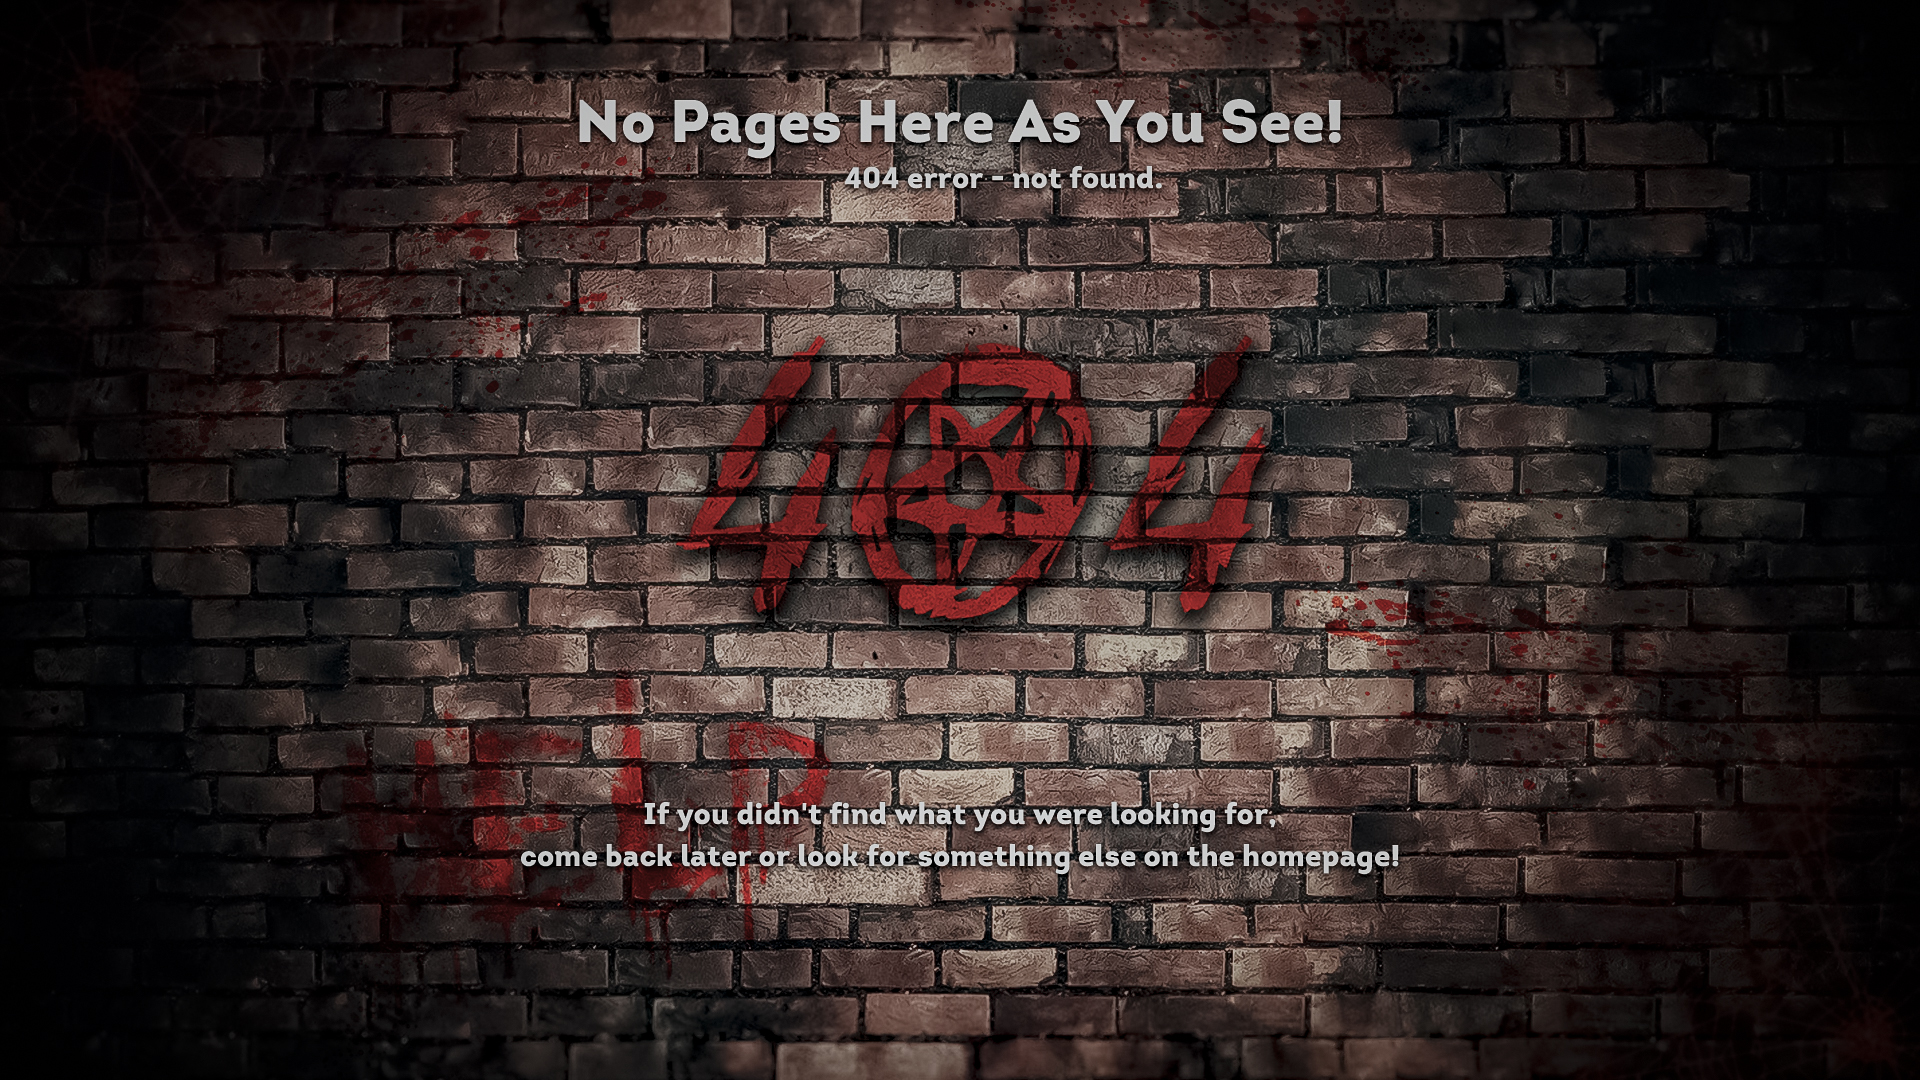 No Pages Here As You See!
404 error - not found.
404
HELP
If you didn't find what you were looking for,
come back later or look for something else on the homepage!